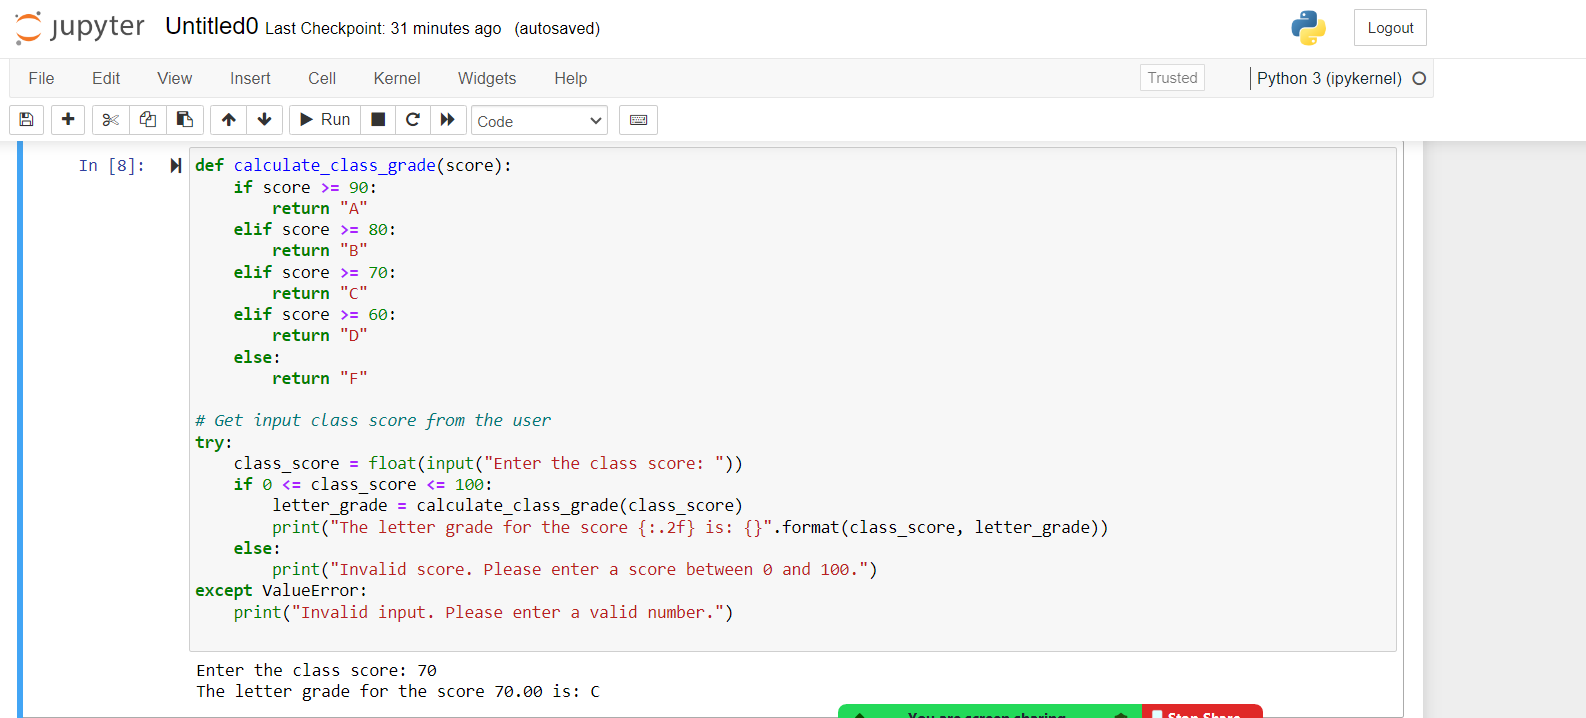 jupyter Untitled0 Last Checkpoint: 31 minutes ago (autosaved) Logout
File Edit View Insert Cell Kernel Widgets Help Trusted Python 3 (ipykernel)
Run Code
In [8]: def calculate_class_grade(score):
    if score >= 90:
        return "A"
    elif score >= 80:
        return "B"
    elif score >= 70:
        return "C"
    elif score >= 60:
        return "D"
    else:
        return "F"
# Get input class score from the user
try:
    class_score = float(input("Enter the class score: "))
    if 0 <= class_score <= 100:
        letter_grade = calculate_class_grade(class_score)
        print("The letter grade for the score {:.2f} is: {}".format(class_score, letter_grade))
    else:
        print("Invalid score. Please enter a score between 0 and 100.")
except ValueError:
    print("Invalid input. Please enter a valid number.")
Enter the class score: 70
The letter grade for the score 70.00 is: C
You are screen sharing Stop Share